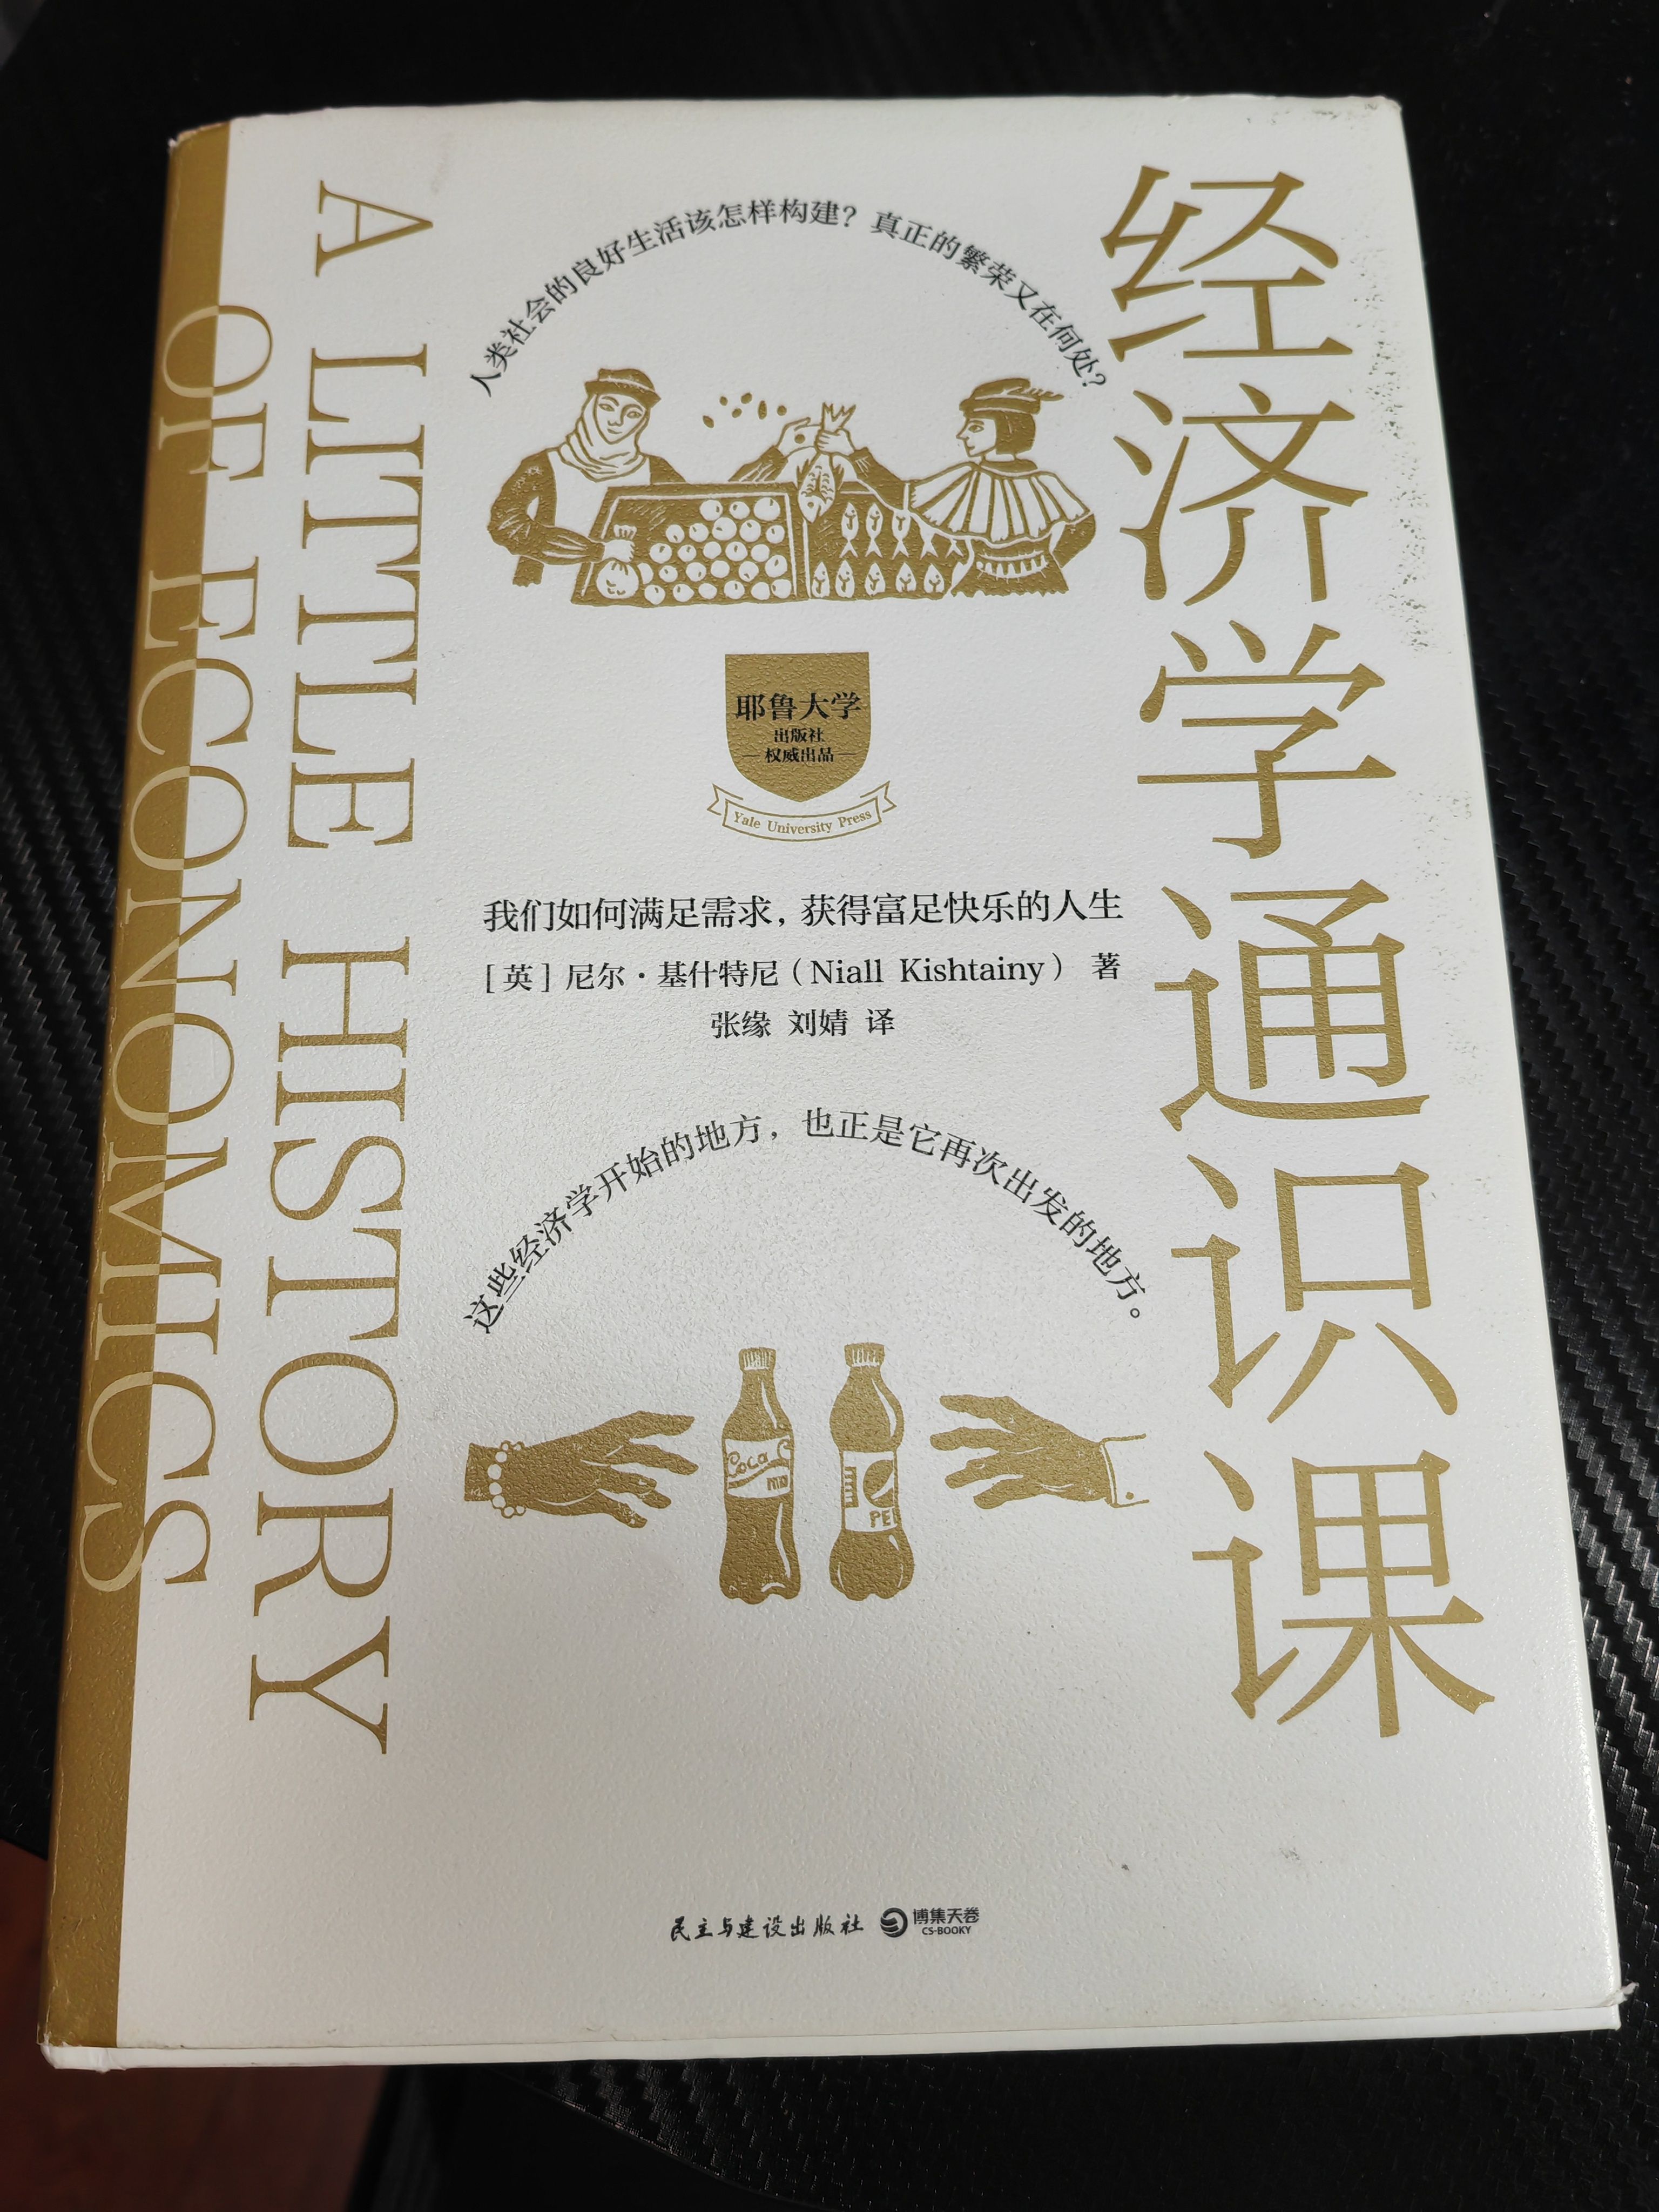 经济学通识课
A LITTLE HISTORY
OF ECONOMICS
人类社会的良好生活该怎样构建？真正的繁荣又在何处？
耶鲁大学
出版社
—权威出品—
Yale University Press
我们如何满足需求，获得富足快乐的人生
［英］尼尔·基什特尼（Niall Kishtainy） 著
张缘 刘婧 译
这些经济学开始的地方，也正是它再次出发的地方。
Coca C
PE
民主与建设出版社
博集天卷
CS-BOOKY